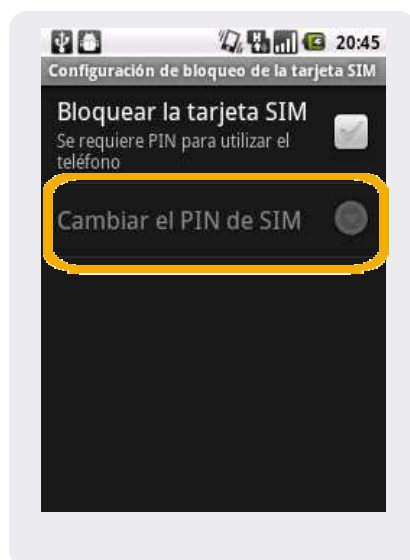 20:45
Configuración de bloqueo de la tarjeta SIM
Bloquear la tarjeta SIM
Se requiere PIN para utilizar el
teléfono
Cambiar el PIN de SIM